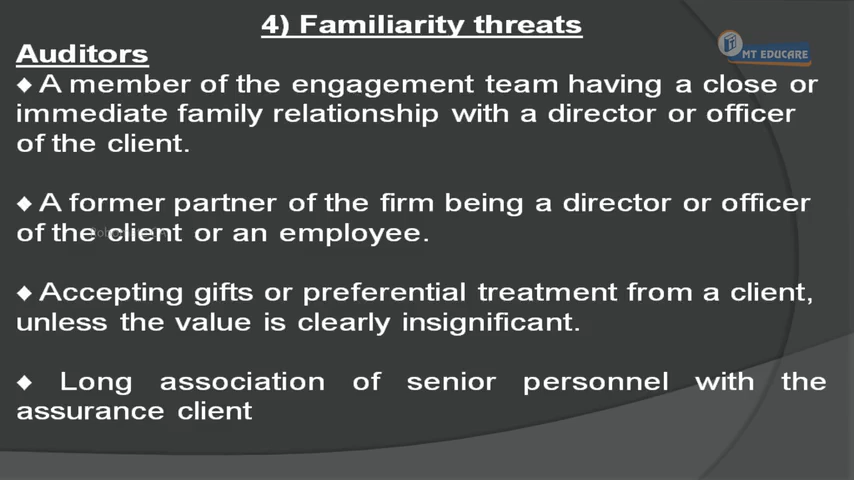 4) Familiarity threats
MT EDUCARE
Auditors
◆ A member of the engagement team having a close or
immediate family relationship with a director or officer
of the client.
◆ A former partner of the firm being a director or officer
of the client or an employee.
◆ Accepting gifts or preferential treatment from a client,
unless the value is clearly insignificant.
◆ Long association of senior personnel with the
assurance client